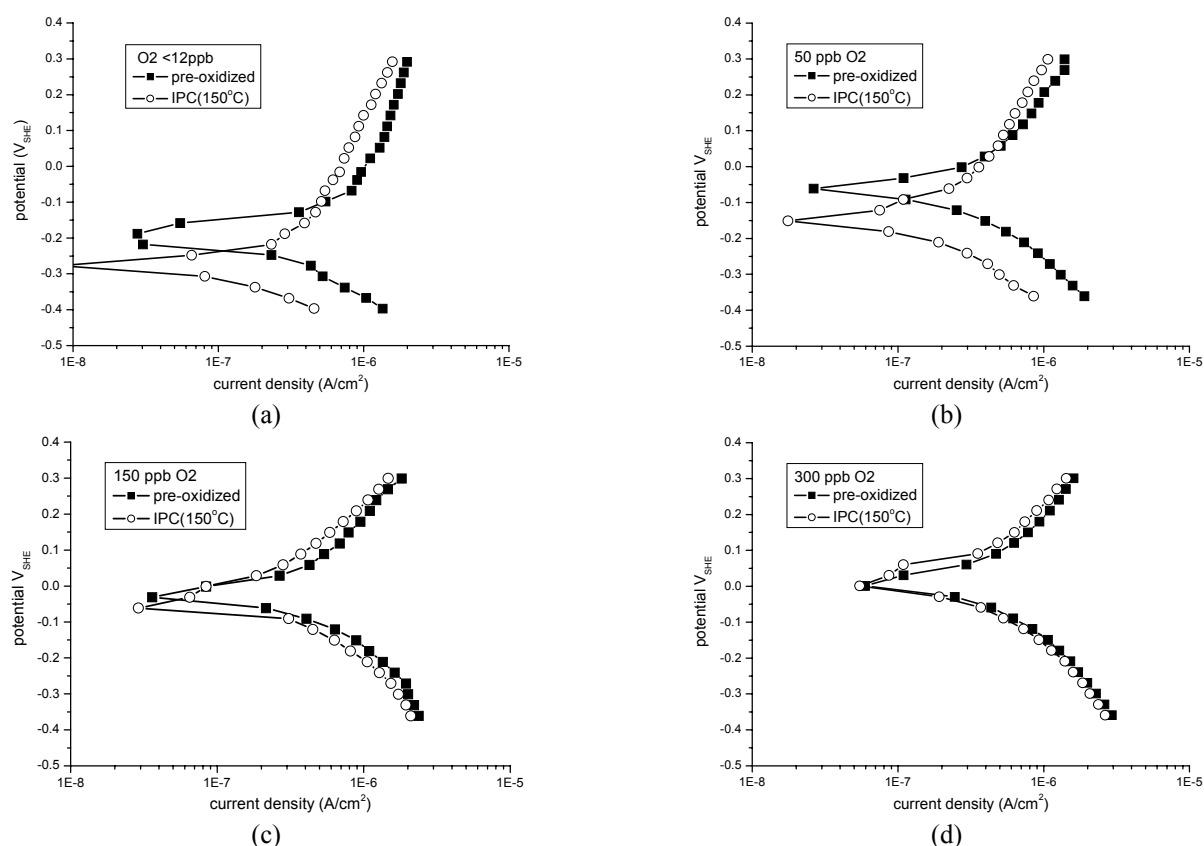 0.4
0.3
0.2
0.1
0.0
-0.1
-0.2
-0.3
-0.4
-0.5
potential (V_SHE)
O2 <12ppb
pre-oxidized
IPC(150°C)
1E-8 1E-7 1E-6 1E-5
current density (A/cm²)
(a)
0.4
0.3
0.2
0.1
0.0
-0.1
-0.2
-0.3
-0.4
-0.5
potential V_SHE
50 ppb O2
pre-oxidized
IPC(150°C)
1E-8 1E-7 1E-6 1E-5
current density (A/cm²)
(b)
0.4
0.3
0.2
0.1
0.0
-0.1
-0.2
-0.3
-0.4
-0.5
potential V_SHE
150 ppb O2
pre-oxidized
IPC(150°C)
1E-8 1E-7 1E-6 1E-5
current density (A/cm²)
(c)
0.4
0.3
0.2
0.1
0.0
-0.1
-0.2
-0.3
-0.4
-0.5
potential V_SHE
300 ppb O2
pre-oxidized
IPC(150°C)
1E-8 1E-7 1E-6 1E-5
current density (A/cm²)
(d)